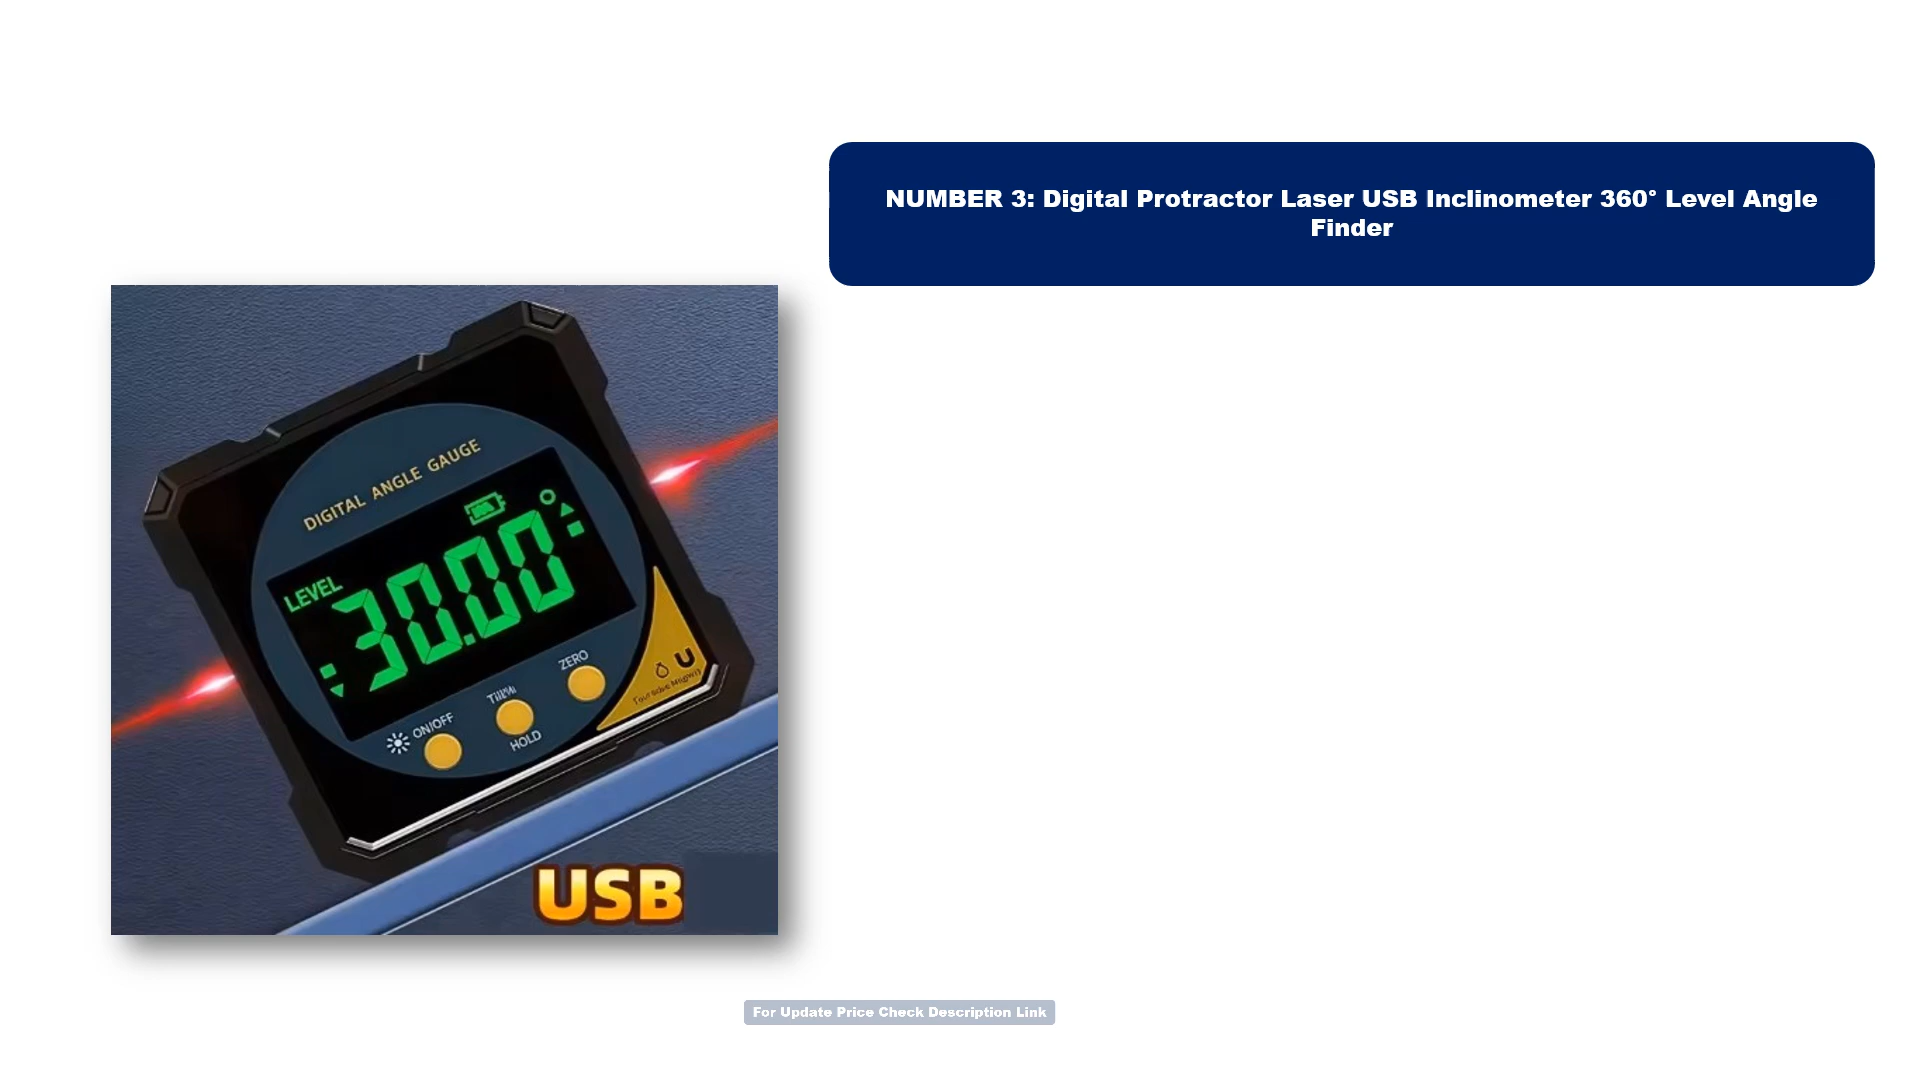 NUMBER 3: Digital Protractor Laser USB Inclinometer 360° Level Angle
Finder
DIGITAL ANGLE GAUGE
LEVEL
30.00°
ZERO
ON/OFF
HOLD
USB
For Update Price Check Description Link